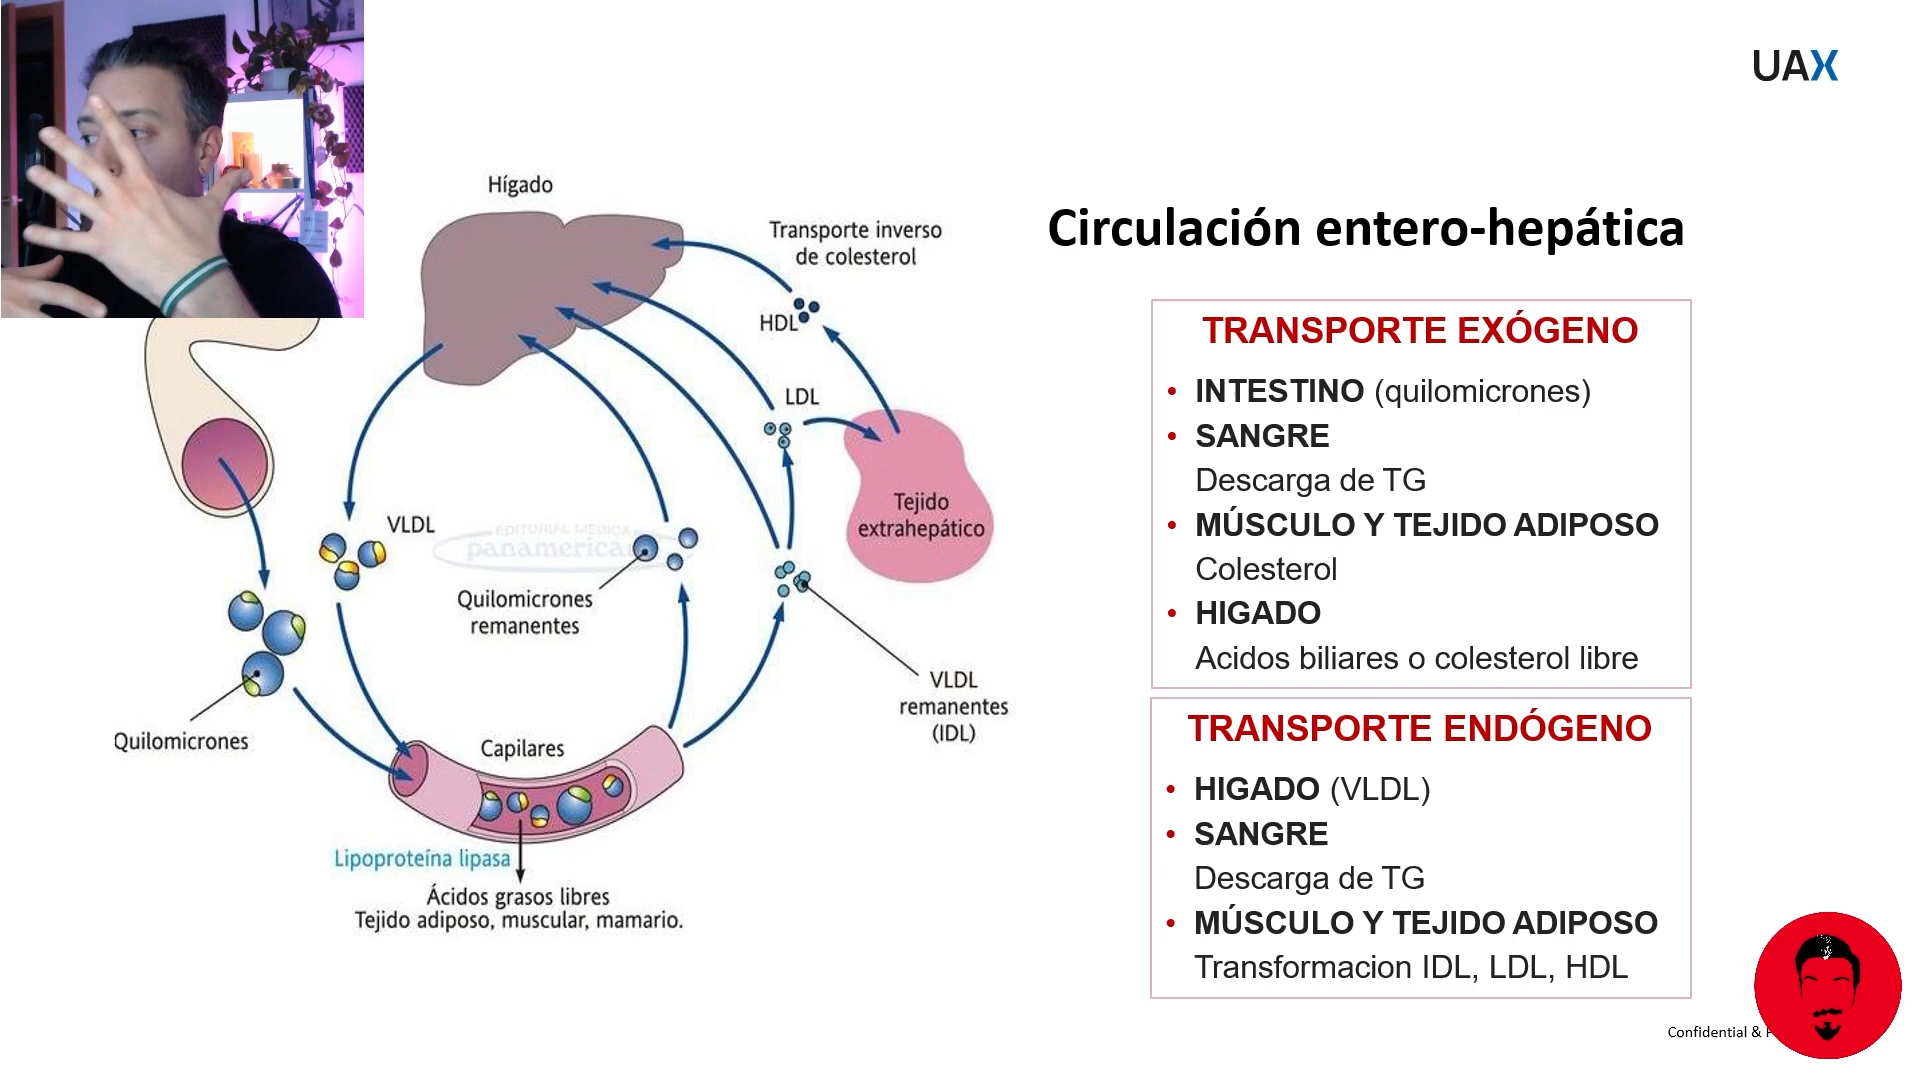 UAX
Circulación entero-hepática
Hígado
Transporte inverso
de colesterol
HDL
LDL
Tejido
extrahepático
VLDL
EDITORIAL MEDICA
panamerica
Quilomicrones
remanentes
VLDL
remanentes
(IDL)
Quilomicrones
Capilares
Lipoproteína lipasa
Ácidos grasos libres
Tejido adiposo, muscular, mamario.
TRANSPORTE EXÓGENO
• INTESTINO (quilomicrones)
• SANGRE
Descarga de TG
• MÚSCULO Y TEJIDO ADIPOSO
Colesterol
• HIGADO
Acidos biliares o colesterol libre
TRANSPORTE ENDÓGENO
• HIGADO (VLDL)
• SANGRE
Descarga de TG
• MÚSCULO Y TEJIDO ADIPOSO
Transformacion IDL, LDL, HDL
Confidential &